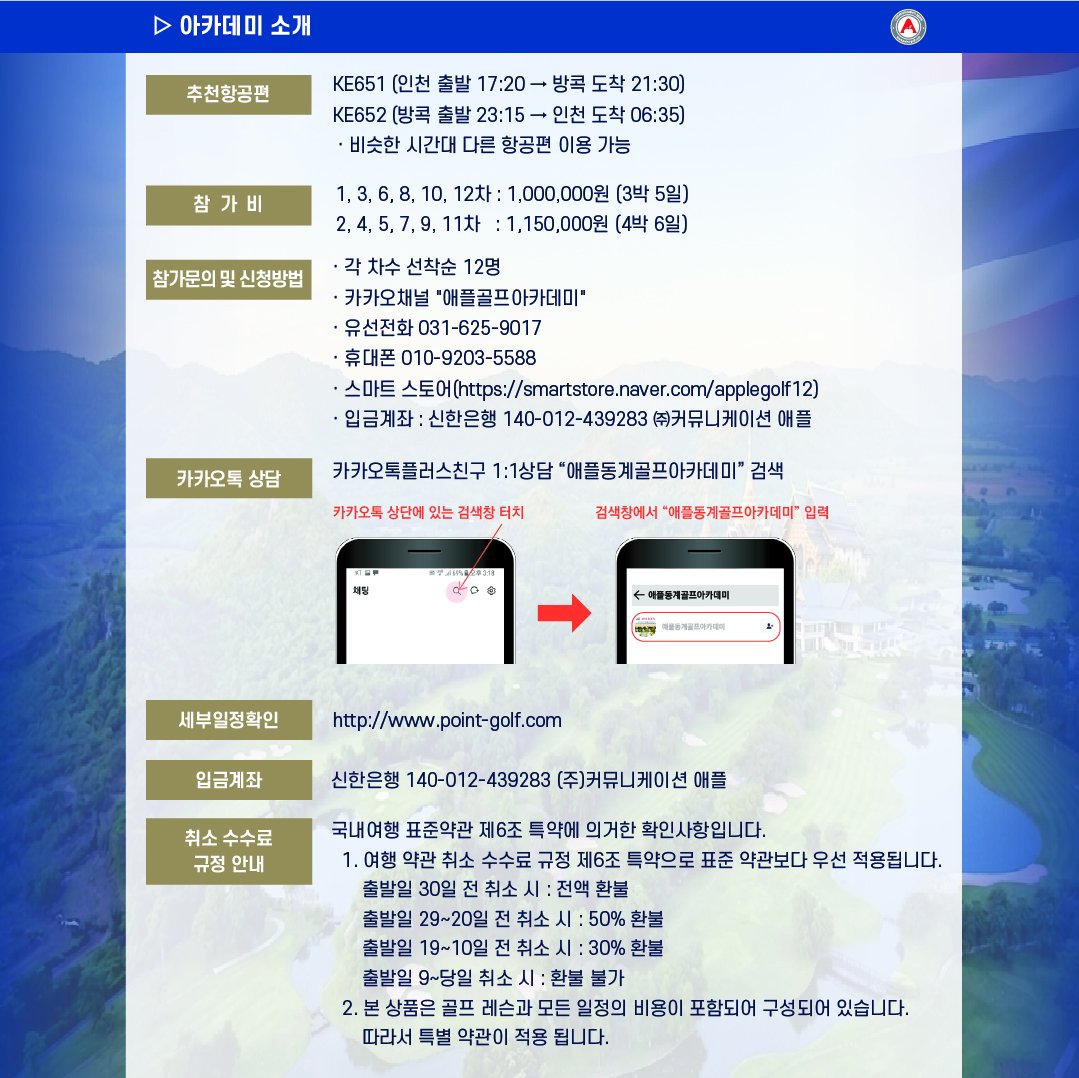 ▷ 아카데미 소개
A
추천항공편
KE651 (인천 출발 17:20 → 방콕 도착 21:30)
KE652 (방콕 출발 23:15 → 인천 도착 06:35)
· 비슷한 시간대 다른 항공편 이용 가능
참 가 비
1, 3, 6, 8, 10, 12차 : 1,000,000원 (3박 5일)
2, 4, 5, 7, 9, 11차 : 1,150,000원 (4박 6일)
참가문의 및 신청방법
· 각 차수 선착순 12명
· 카카오채널 "애플골프아카데미"
· 유선전화 031-625-9017
· 휴대폰 010-9203-5588
· 스마트 스토어(https://smartstore.naver.com/applegolf12)
· 입금계좌 : 신한은행 140-012-439283 ㈜커뮤니케이션 애플
카카오톡 상담
카카오톡플러스친구 1:1상담 “애플동계골프아카데미” 검색
카카오톡 상단에 있는 검색창 터치
검색창에서 “애플동계골프아카데미” 입력
KT
69% 오후 3:18
채팅
← 애플동계골프아카데미
애플동계골프아카데미
세부일정확인
http://www.point-golf.com
입금계좌
신한은행 140-012-439283 (주)커뮤니케이션 애플
취소 수수료
규정 안내
국내여행 표준약관 제6조 특약에 의거한 확인사항입니다.
1. 여행 약관 취소 수수료 규정 제6조 특약으로 표준 약관보다 우선 적용됩니다.
출발일 30일 전 취소 시 : 전액 환불
출발일 29~20일 전 취소 시 : 50% 환불
출발일 19~10일 전 취소 시 : 30% 환불
출발일 9~당일 취소 시 : 환불 불가
2. 본 상품은 골프 레슨과 모든 일정의 비용이 포함되어 구성되어 있습니다.
따라서 특별 약관이 적용 됩니다.